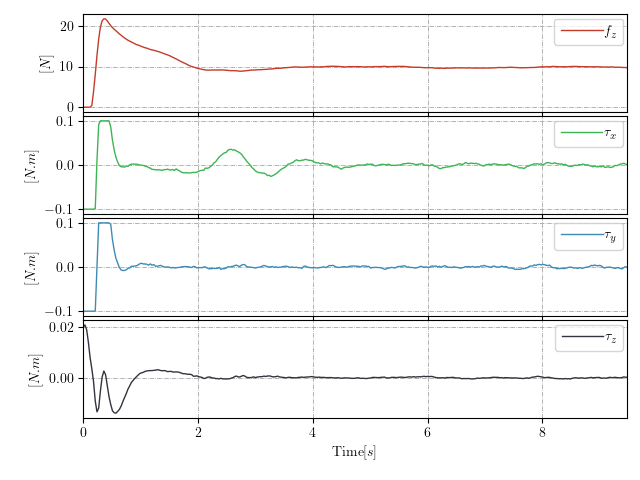 20
10
0
[N]
f_z
0.1
0.0
−0.1
[N.m]
τ_x
0.1
0.0
−0.1
[N.m]
τ_y
0.02
0.00
[N.m]
τ_z
0 2 4 6 8
Time[s]